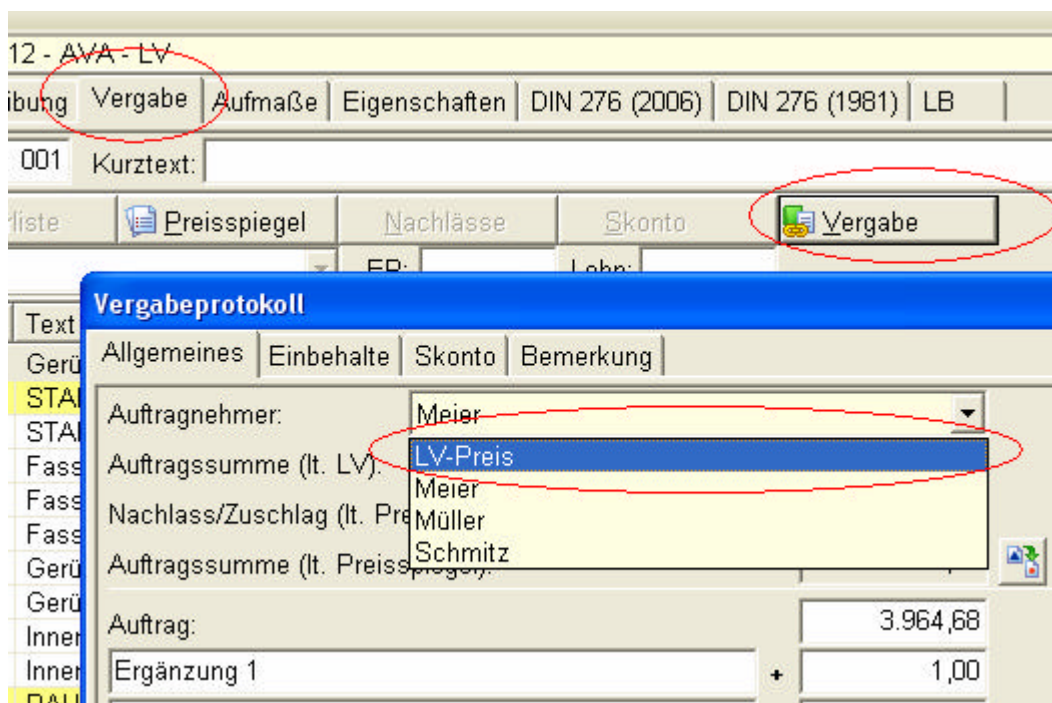 12 - AVA - LV
ibung Vergabe Aufmaße Eigenschaften DIN 276 (2006) DIN 276 (1981) LB
001 Kurztext:
rliste Preisspiegel Nachlässe Skonto Vergabe
EP: Lohn:
Vergabeprotokoll
Text
Allgemeines Einbehalte Skonto Bemerkung
Gerü
STAI
Auftragnehmer: Meier
STAI
LV-Preis
Fass Auftragssumme (lt. LV):
Meier
Fass
Nachlass/Zuschlag (lt. Pre
Müller
Fass
Schmitz
Gerü Auftragssumme (lt. Preisspiegel):
Gerü
Auftrag: 3.964,68
Inner
Inner Ergänzung 1 + 1,00